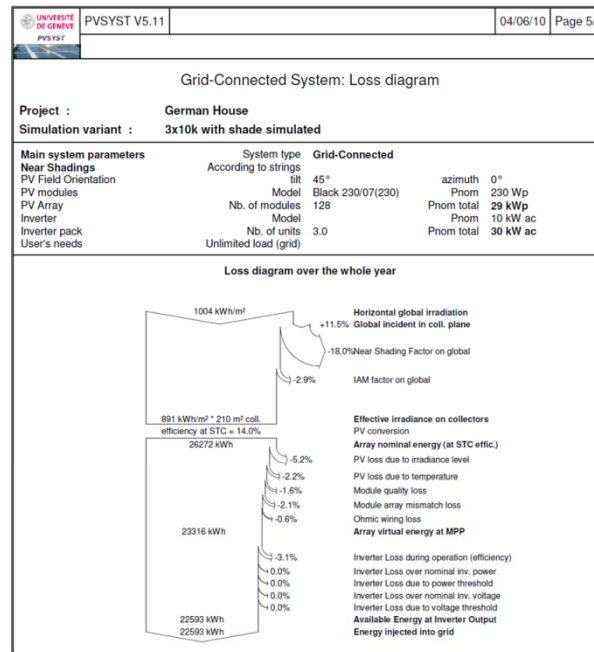 UNIVERSITÉ
DE GENÈVE
PVSYST
PVSYST V5.11
04/06/10 Page 5/
Grid-Connected System: Loss diagram
Project : German House
Simulation variant : 3x10k with shade simulated
Main system parameters System type Grid-Connected
Near Shadings According to strings
PV Field Orientation tilt 45° azimuth 0°
PV modules Model Black 230/07(230) Pnom 230 Wp
PV Array Nb. of modules 128 Pnom total 29 kWp
Inverter Model Pnom 10 kW ac
Inverter pack Nb. of units 3.0 Pnom total 30 kW ac
User's needs Unlimited load (grid)
Loss diagram over the whole year
1004 kWh/m² Horizontal global irradiation
+11.5% Global incident in coll. plane
-18.0% Near Shading Factor on global
-2.9% IAM factor on global
891 kWh/m² * 210 m² coll. Effective irradiance on collectors
efficiency at STC = 14.0% PV conversion
26272 kWh Array nominal energy (at STC effic.)
-5.2% PV loss due to irradiance level
-2.2% PV loss due to temperature
-1.6% Module quality loss
-2.1% Module array mismatch loss
-0.6% Ohmic wiring loss
23316 kWh Array virtual energy at MPP
-3.1% Inverter Loss during operation (efficiency)
0.0% Inverter Loss over nominal inv. power
0.0% Inverter Loss due to power threshold
0.0% Inverter Loss over nominal inv. voltage
0.0% Inverter Loss due to voltage threshold
22593 kWh Available Energy at Inverter Output
22593 kWh Energy injected into grid